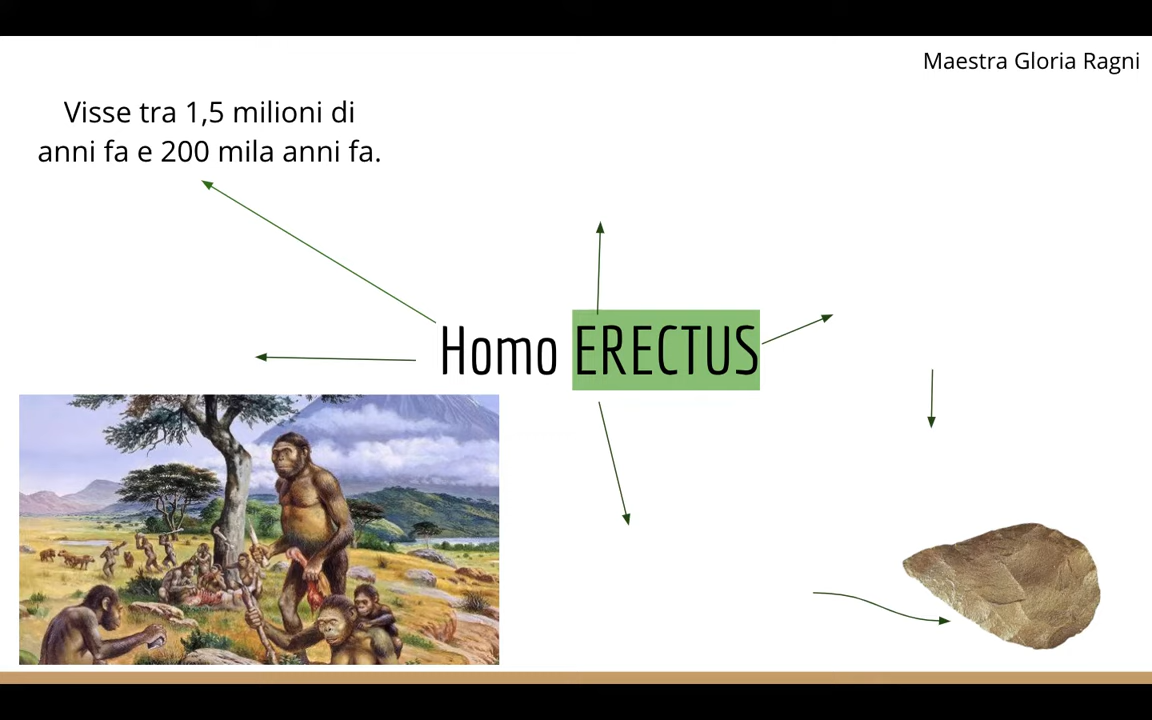 Maestra Gloria Ragni
Visse tra 1,5 milioni di
anni fa e 200 mila anni fa.
Homo ERECTUS